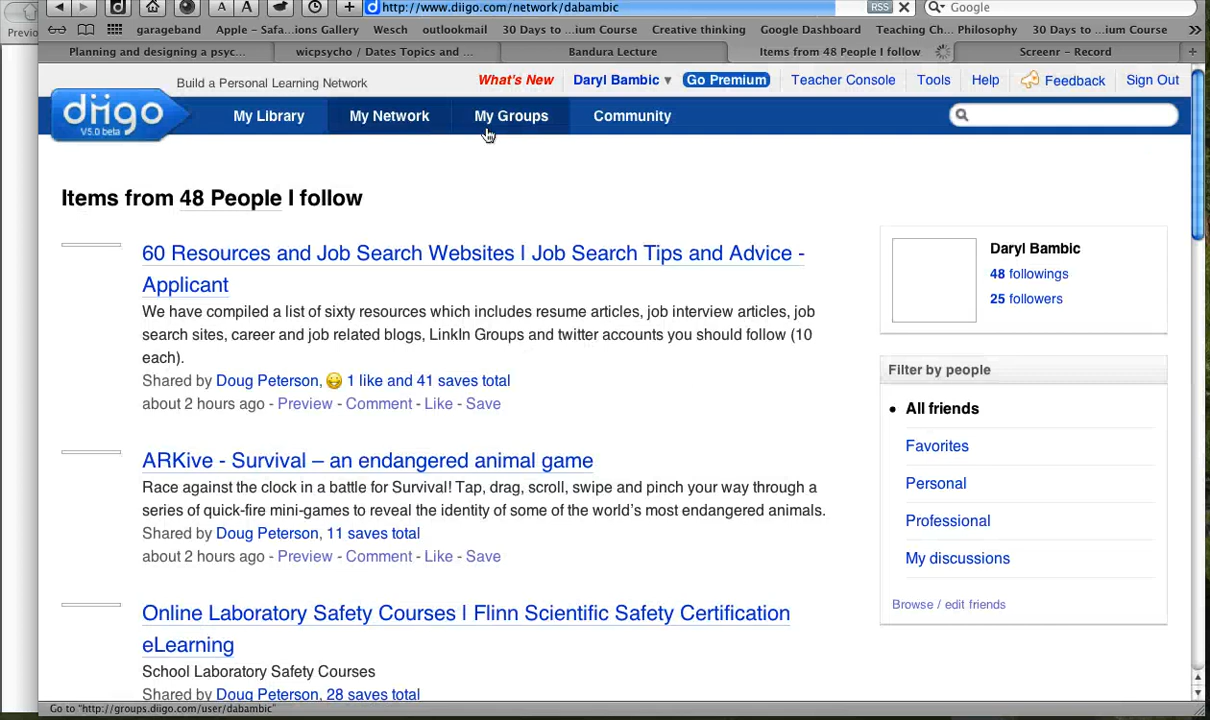 http://www.diigo.com/network/dabambic RSS Google
Previo
garageband Apple - Safa...ions Gallery Wesch outlookmail 30 Days to ...ium Course Creative thinking Google Dashboard Teaching Ch... Philosophy 30 Days to ...ium Course
Planning and designing a psyc... wicpsycho / Dates Topics and ... Bandura Lecture Items from 48 People I follow Screenr - Record
Build a Personal Learning Network What's New Daryl Bambic Go Premium Teacher Console Tools Help Feedback Sign Out
diigo
V5.0 beta
My Library My Network My Groups Community
Items from 48 People I follow
60 Resources and Job Search Websites | Job Search Tips and Advice -
Applicant
We have compiled a list of sixty resources which includes resume articles, job interview articles, job
search sites, career and job related blogs, LinkIn Groups and twitter accounts you should follow (10
each).
Shared by Doug Peterson, 1 like and 41 saves total
about 2 hours ago - Preview - Comment - Like - Save
ARKive - Survival – an endangered animal game
Race against the clock in a battle for Survival! Tap, drag, scroll, swipe and pinch your way through a
series of quick-fire mini-games to reveal the identity of some of the world's most endangered animals.
Shared by Doug Peterson, 11 saves total
about 2 hours ago - Preview - Comment - Like - Save
Online Laboratory Safety Courses | Flinn Scientific Safety Certification
eLearning
School Laboratory Safety Courses
Shared by Doug Peterson, 28 saves total
Daryl Bambic
48 followings
25 followers
Filter by people
All friends
Favorites
Personal
Professional
My discussions
Browse / edit friends
Go to "http://groups.diigo.com/user/dabambic"